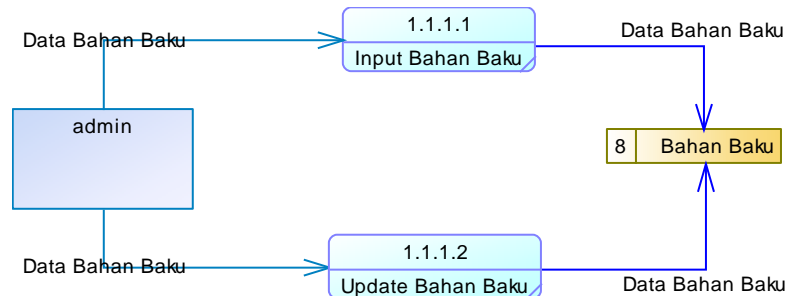 1.1.1.1
Data Bahan Baku
Data Bahan Baku
Input Bahan Baku
admin
8 Bahan Baku
1.1.1.2
Data Bahan Baku
Update Bahan Baku
Data Bahan Baku